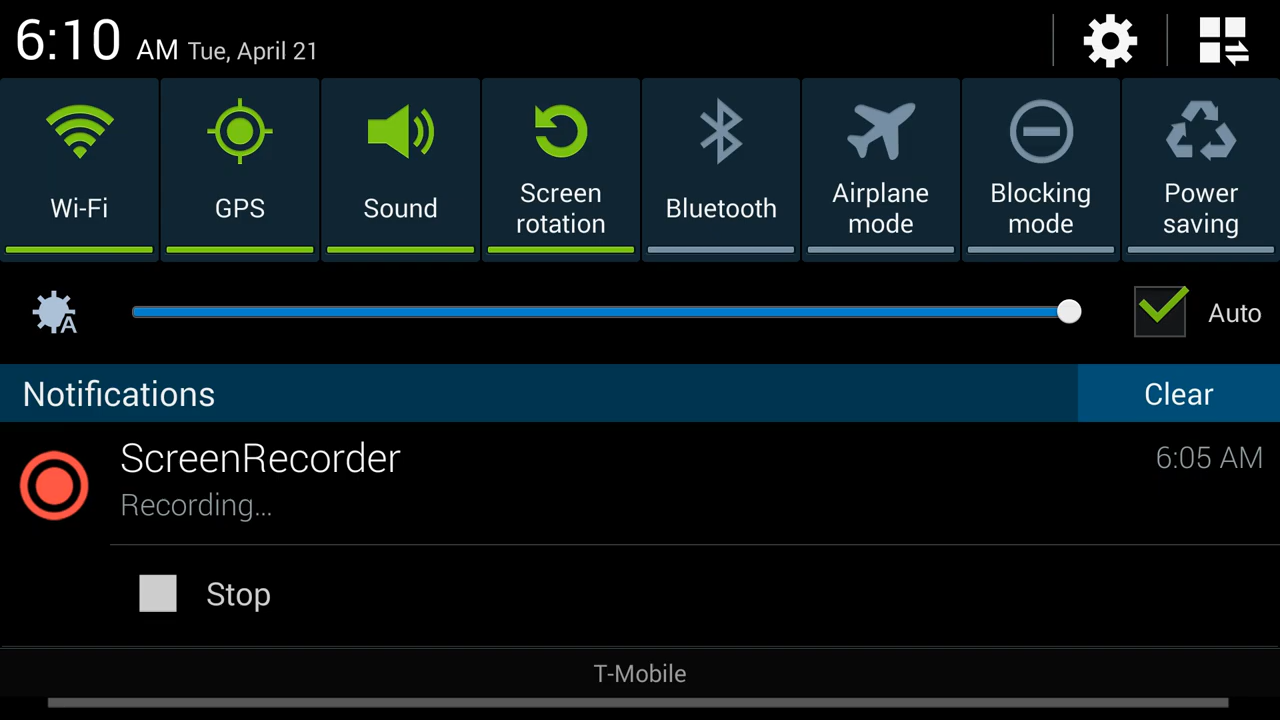 6:10 AM Tue, April 21
Wi-Fi
GPS
Sound
Screen
rotation
Bluetooth
Airplane
mode
Blocking
mode
Power
saving
A
Auto
Notifications
Clear
ScreenRecorder
6:05 AM
Recording...
Stop
T-Mobile